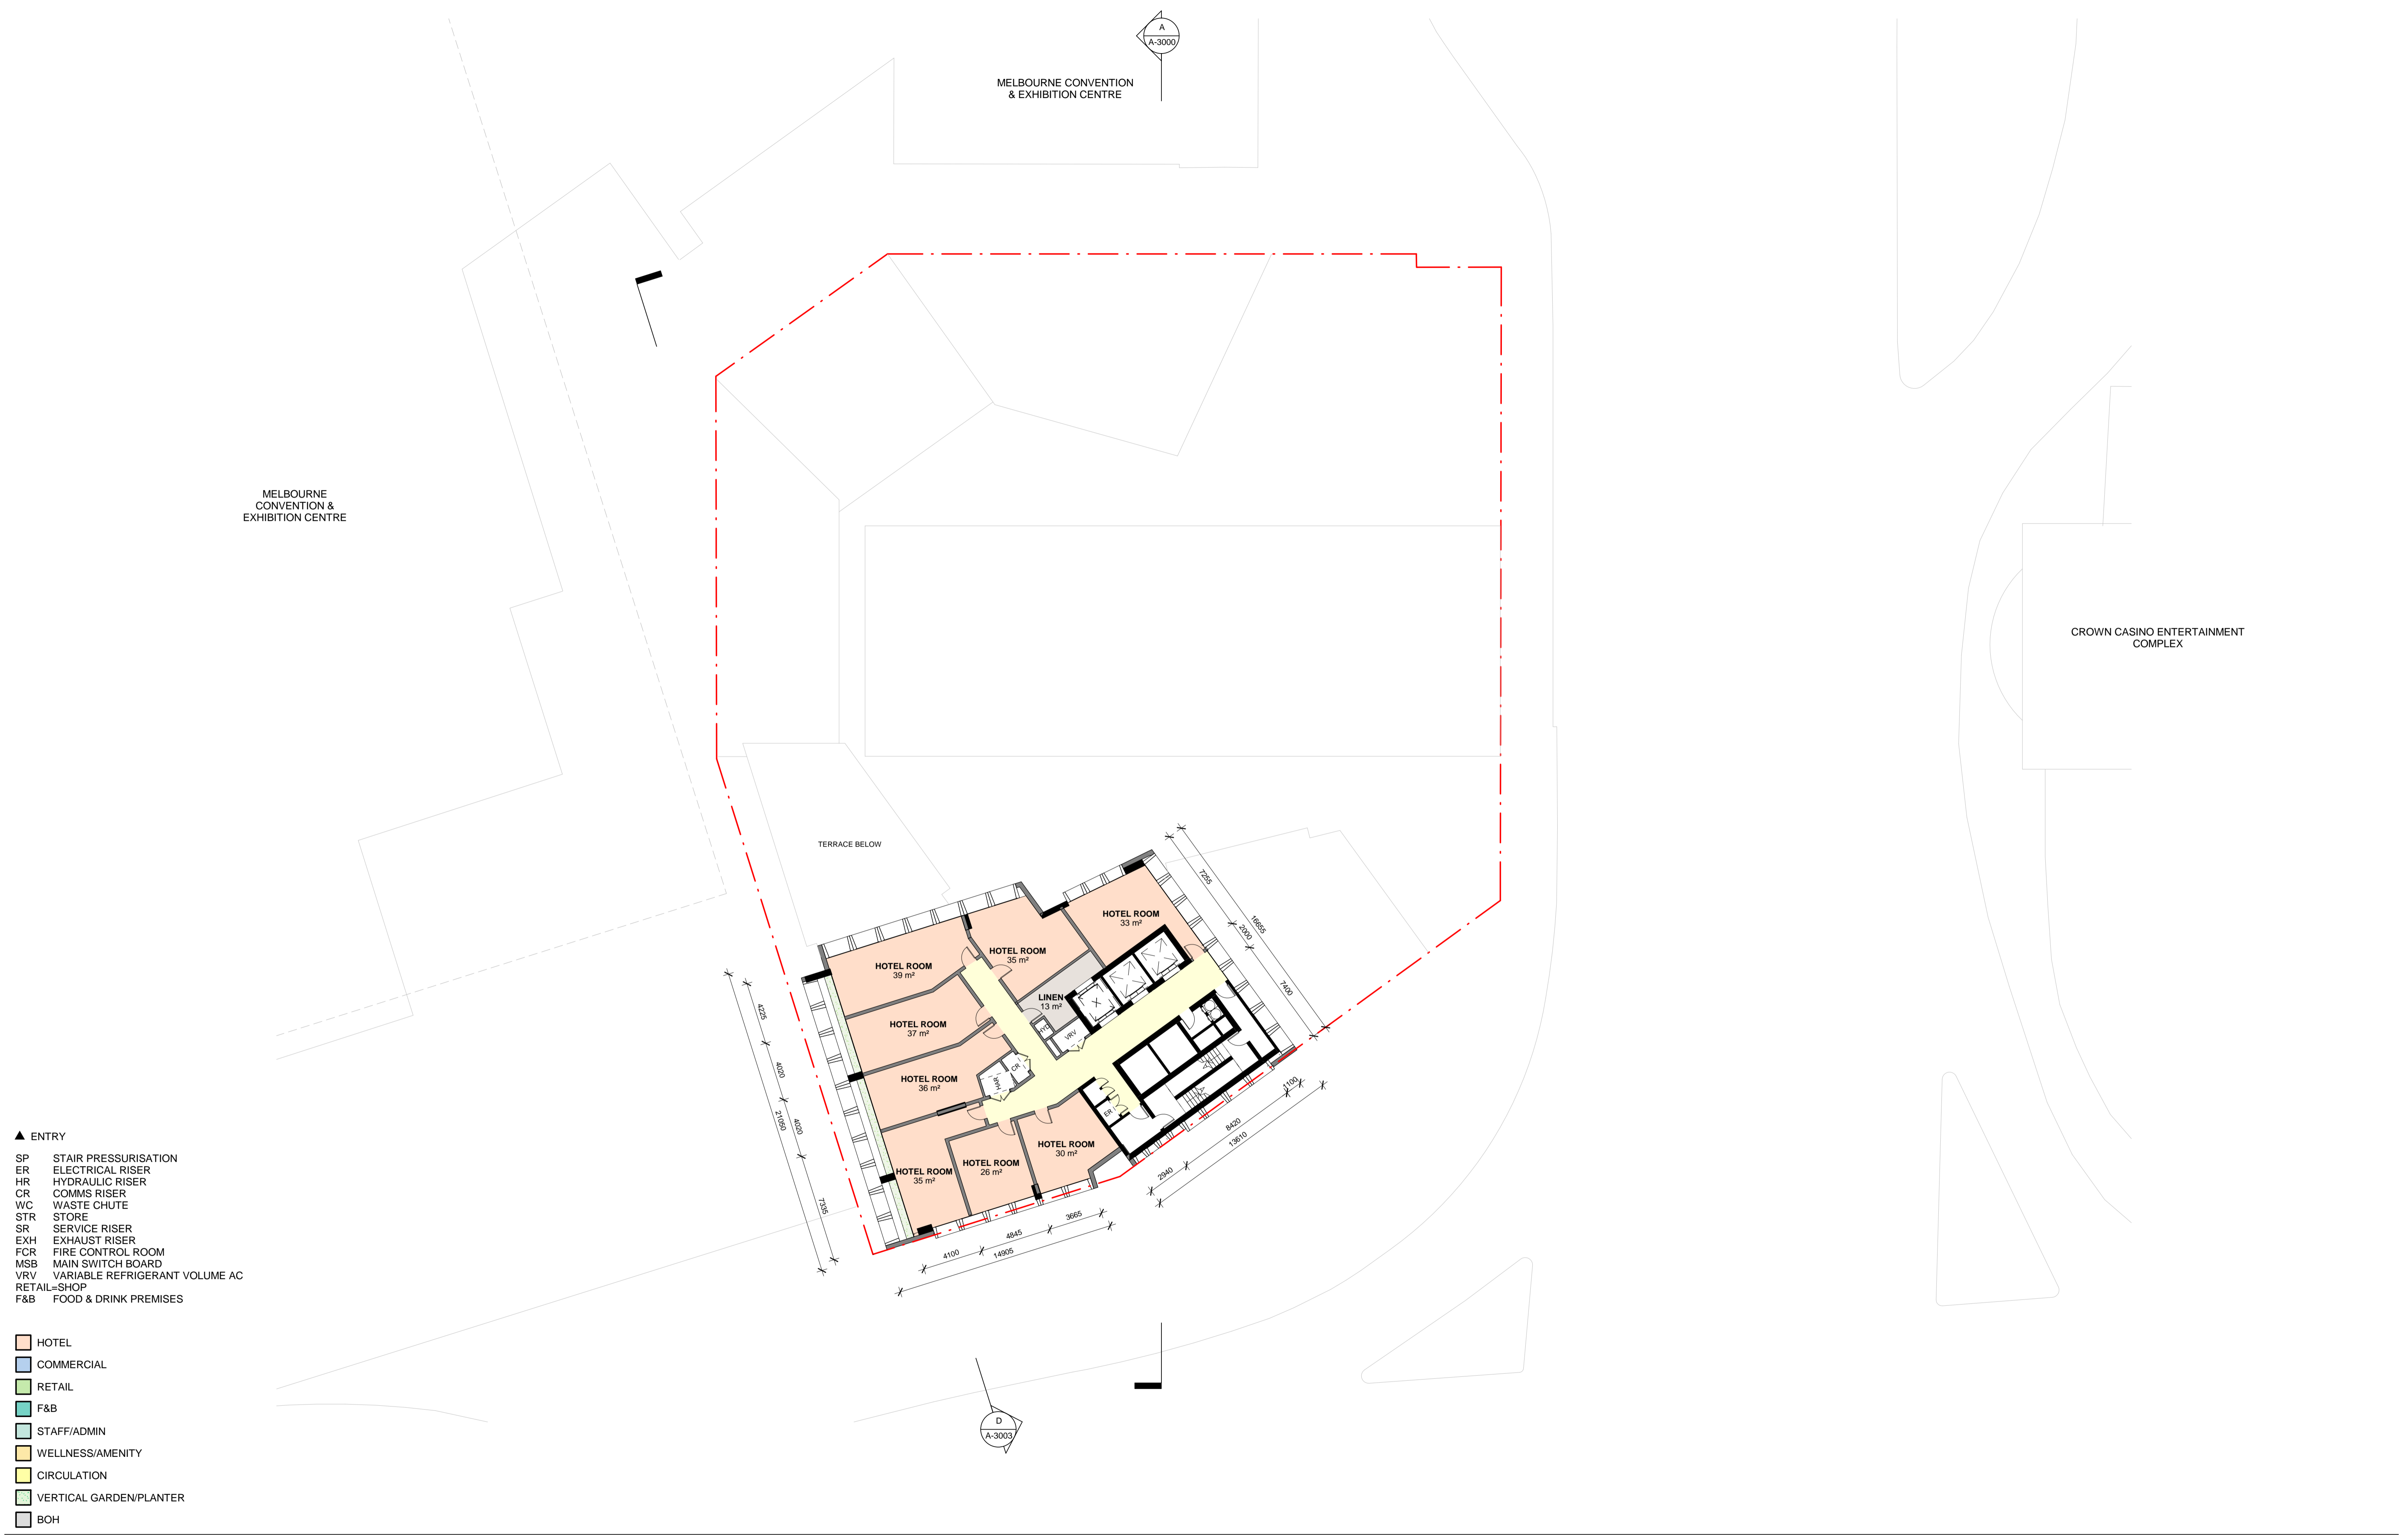 A
A-3000
MELBOURNE CONVENTION
& EXHIBITION CENTRE
MELBOURNE
CONVENTION &
EXHIBITION CENTRE
CROWN CASINO ENTERTAINMENT
COMPLEX
TERRACE BELOW
7255
16655
2000
7400
HOTEL ROOM
33 m²
HOTEL ROOM
35 m²
HOTEL ROOM
39 m²
LINEN
13 m²
HYD
VRV
HOTEL ROOM
37 m²
HOTEL ROOM
36 m²
CR
HAR
ER
HOTEL ROOM
30 m²
HOTEL ROOM
26 m²
HOTEL ROOM
35 m²
4225
4020
21050
4020
7335
1100
8420
13610
2940
3665
4845
4100
14905
ENTRY
SP STAIR PRESSURISATION
ER ELECTRICAL RISER
HR HYDRAULIC RISER
CR COMMS RISER
WC WASTE CHUTE
STR STORE
SR SERVICE RISER
EXH EXHAUST RISER
FCR FIRE CONTROL ROOM
MSB MAIN SWITCH BOARD
VRV VARIABLE REFRIGERANT VOLUME AC
RETAIL=SHOP
F&B FOOD & DRINK PREMISES
HOTEL
COMMERCIAL
RETAIL
F&B
STAFF/ADMIN
WELLNESS/AMENITY
CIRCULATION
VERTICAL GARDEN/PLANTER
BOH
D
A-3003